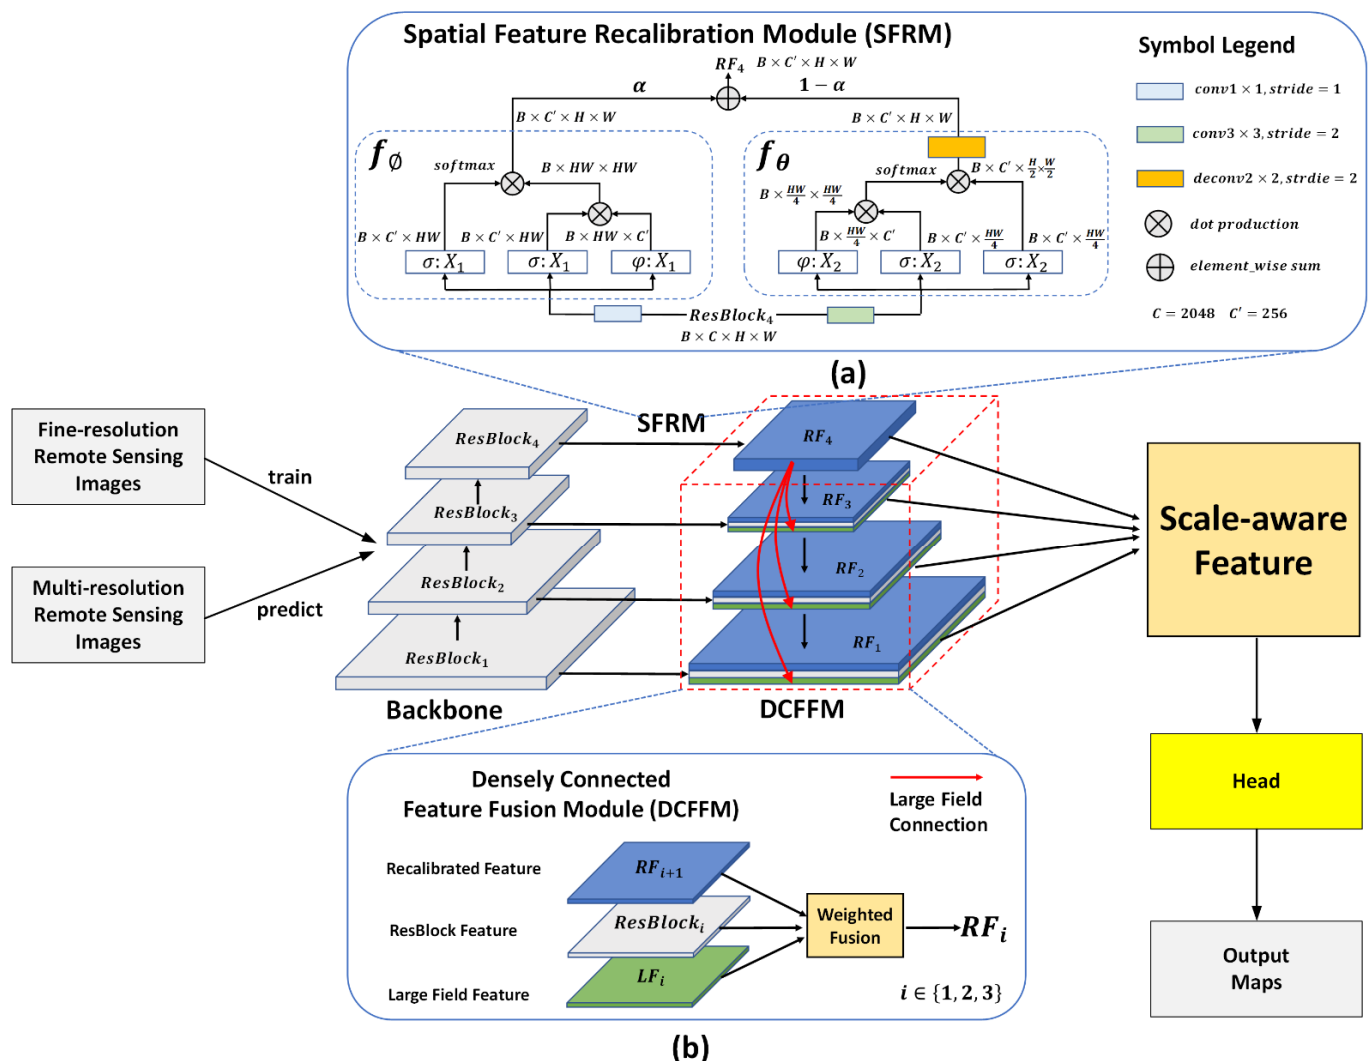 Spatial Feature Recalibration Module (SFRM)
Symbol Legend
RF₄
B × C′ × H × W
α
1 − α
B × C′ × H × W
B × C′ × H × W
conv1 × 1, stride = 1
conv3 × 3, stride = 2
deconv2 × 2, strdie = 2
dot production
element_wise sum
C = 2048 C′ = 256
f∅
softmax
B × HW × HW
B × C′ × HW
B × C′ × HW
B × HW × C′
σ: X₁
σ: X₁
φ: X₁
fθ
softmax
B × C′ × H/2 × W/2
B × HW/4 × HW/4
B × HW/4 × C′
B × C′ × HW/4
B × C′ × HW/4
φ: X₂
σ: X₂
σ: X₂
ResBlock₄
B × C × H × W
(a)
Fine-resolution
Remote Sensing
Images
train
Multi-resolution
Remote Sensing
Images
predict
ResBlock₄
ResBlock₃
ResBlock₂
ResBlock₁
Backbone
SFRM
RF₄
RF₃
RF₂
RF₁
DCFFM
Scale-aware
Feature
Head
Output
Maps
Densely Connected
Feature Fusion Module (DCFFM)
Large Field
Connection
Recalibrated Feature
RFᵢ₊₁
ResBlock Feature
ResBlockᵢ
Large Field Feature
LFᵢ
Weighted
Fusion
RFᵢ
i ∈ {1, 2, 3}
(b)